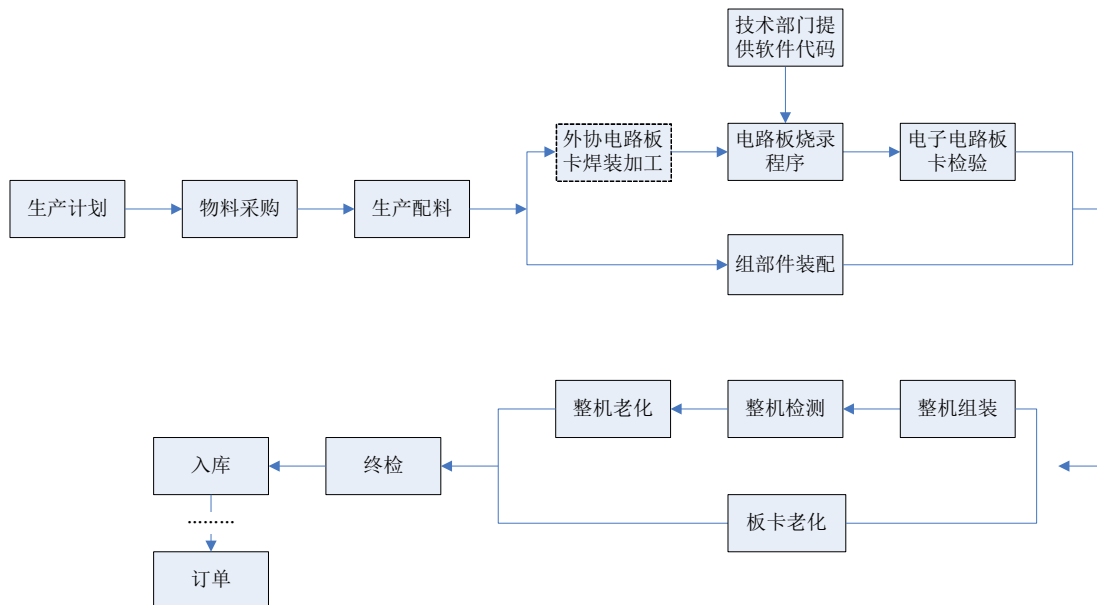 技术部门提
供软件代码
外协电路板
卡焊装加工
电路板烧录
程序
电子电路板
卡检验
生产计划
物料采购
生产配料
组部件装配
整机老化
整机检测
整机组装
入库
终检
板卡老化
………
订单